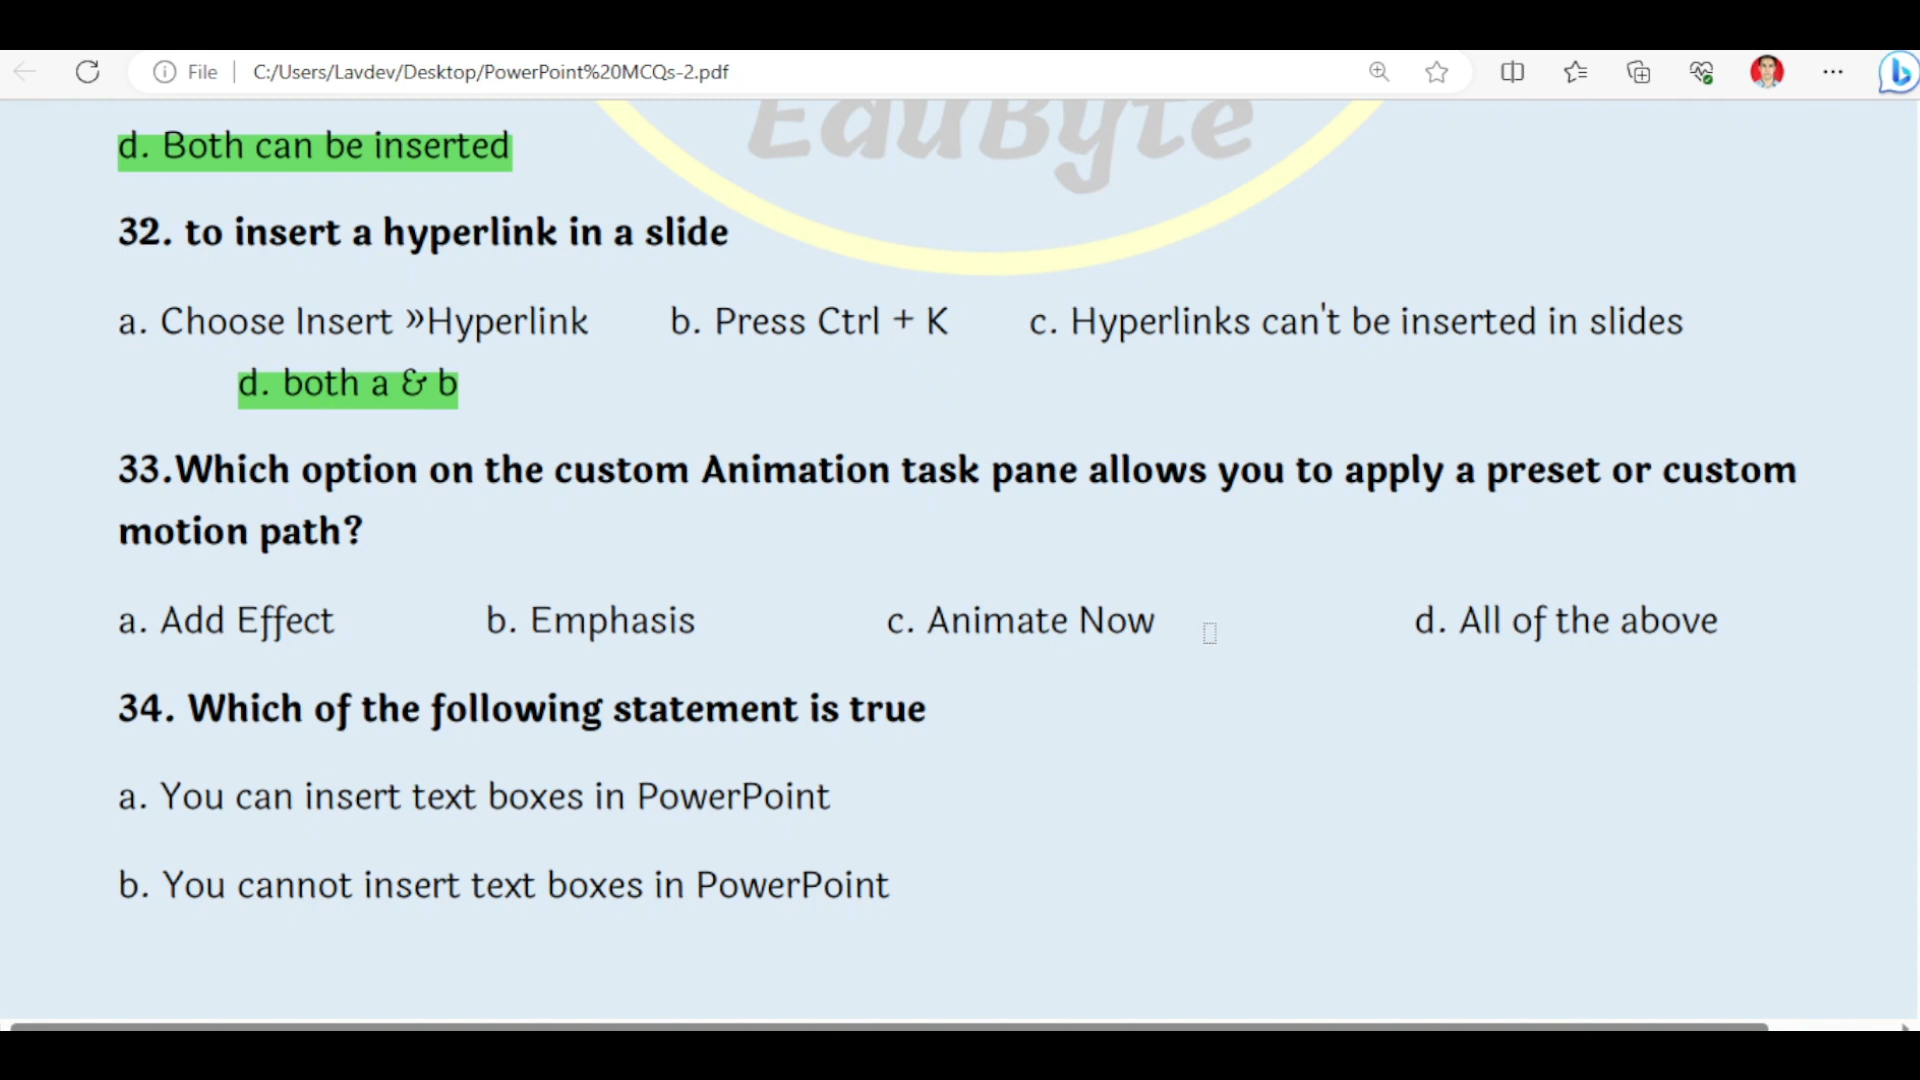 File C:/Users/Lavdev/Desktop/PowerPoint%20MCQs-2.pdf
EduByte
d. Both can be inserted
32. to insert a hyperlink in a slide
a. Choose Insert »Hyperlink b. Press Ctrl + K c. Hyperlinks can't be inserted in slides
d. both a & b
33.Which option on the custom Animation task pane allows you to apply a preset or custom
motion path?
a. Add Effect b. Emphasis c. Animate Now d. All of the above
34. Which of the following statement is true
a. You can insert text boxes in PowerPoint
b. You cannot insert text boxes in PowerPoint